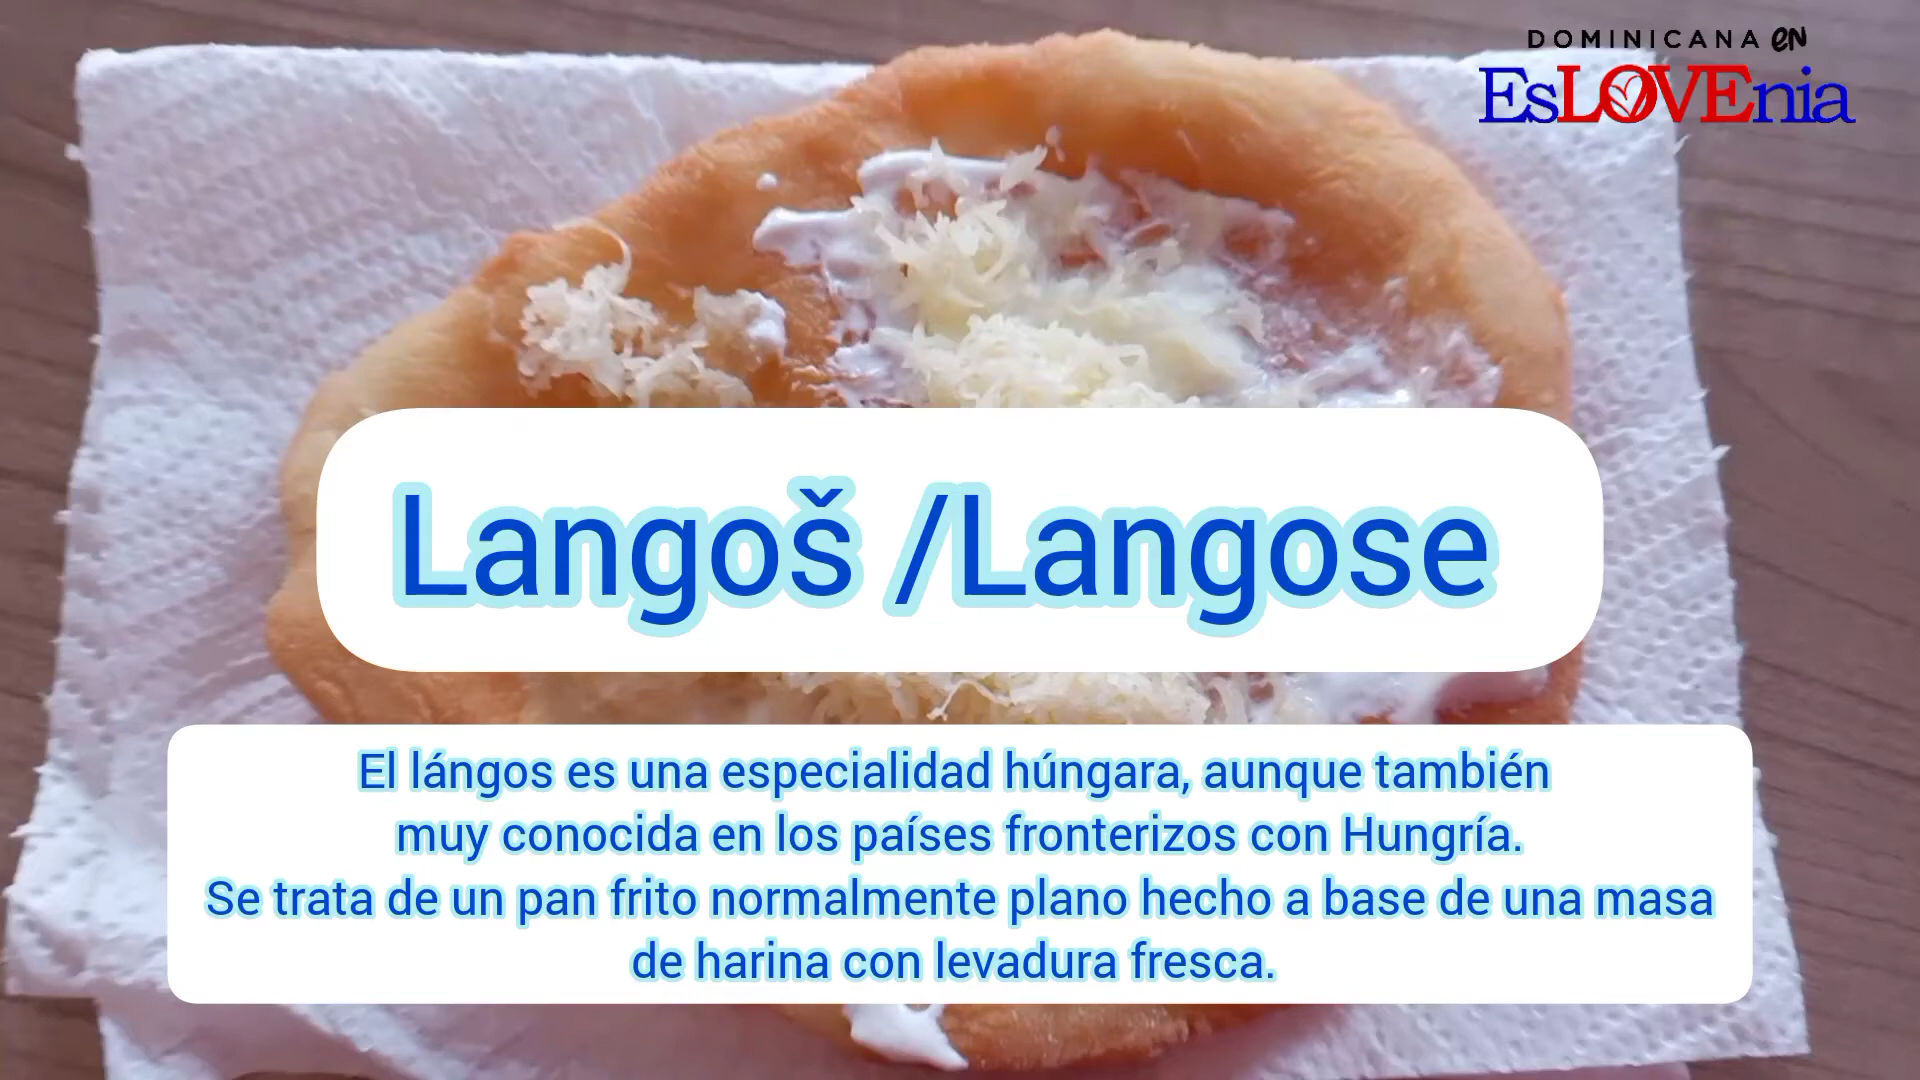 DOMINICANA en
EsLOVEnia
Langoš /Langose
El lángos es una especialidad húngara, aunque también
muy conocida en los países fronterizos con Hungría.
Se trata de un pan frito normalmente plano hecho a base de una masa
de harina con levadura fresca.